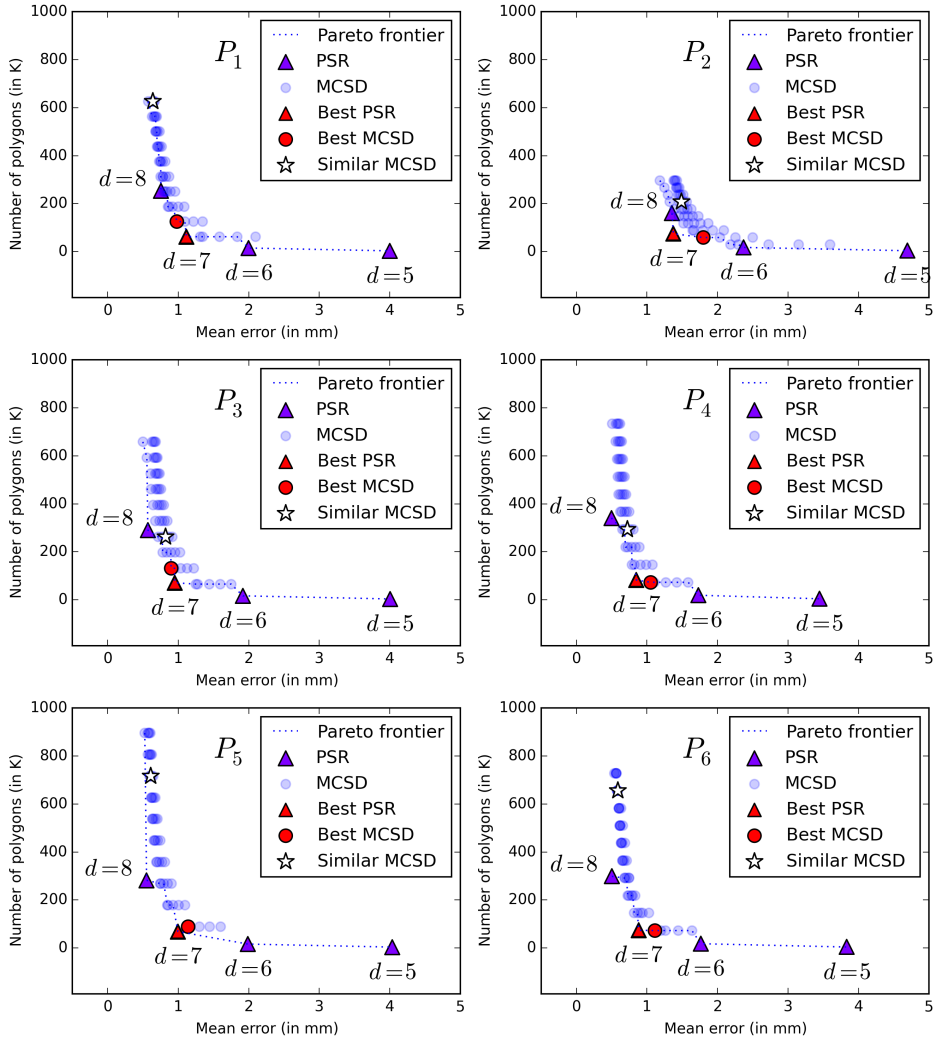 1000
800
600
400
200
0
Number of polygons (in K)
P1
Pareto frontier
PSR
MCSD
Best PSR
Best MCSD
Similar MCSD
d=8
d=7
d=6
d=5
0 1 2 3 4 5
Mean error (in mm)
1000
800
600
400
200
0
Number of polygons (in K)
P2
Pareto frontier
PSR
MCSD
Best PSR
Best MCSD
Similar MCSD
d=8
d=7
d=6
d=5
0 1 2 3 4 5
Mean error (in mm)
1000
800
600
400
200
0
Number of polygons (in K)
P3
Pareto frontier
PSR
MCSD
Best PSR
Best MCSD
Similar MCSD
d=8
d=7
d=6
d=5
0 1 2 3 4 5
Mean error (in mm)
1000
800
600
400
200
0
Number of polygons (in K)
P4
Pareto frontier
PSR
MCSD
Best PSR
Best MCSD
Similar MCSD
d=8
d=7
d=6
d=5
0 1 2 3 4 5
Mean error (in mm)
1000
800
600
400
200
0
Number of polygons (in K)
P5
Pareto frontier
PSR
MCSD
Best PSR
Best MCSD
Similar MCSD
d=8
d=7
d=6
d=5
0 1 2 3 4 5
Mean error (in mm)
1000
800
600
400
200
0
Number of polygons (in K)
P6
Pareto frontier
PSR
MCSD
Best PSR
Best MCSD
Similar MCSD
d=8
d=7
d=6
d=5
0 1 2 3 4 5
Mean error (in mm)